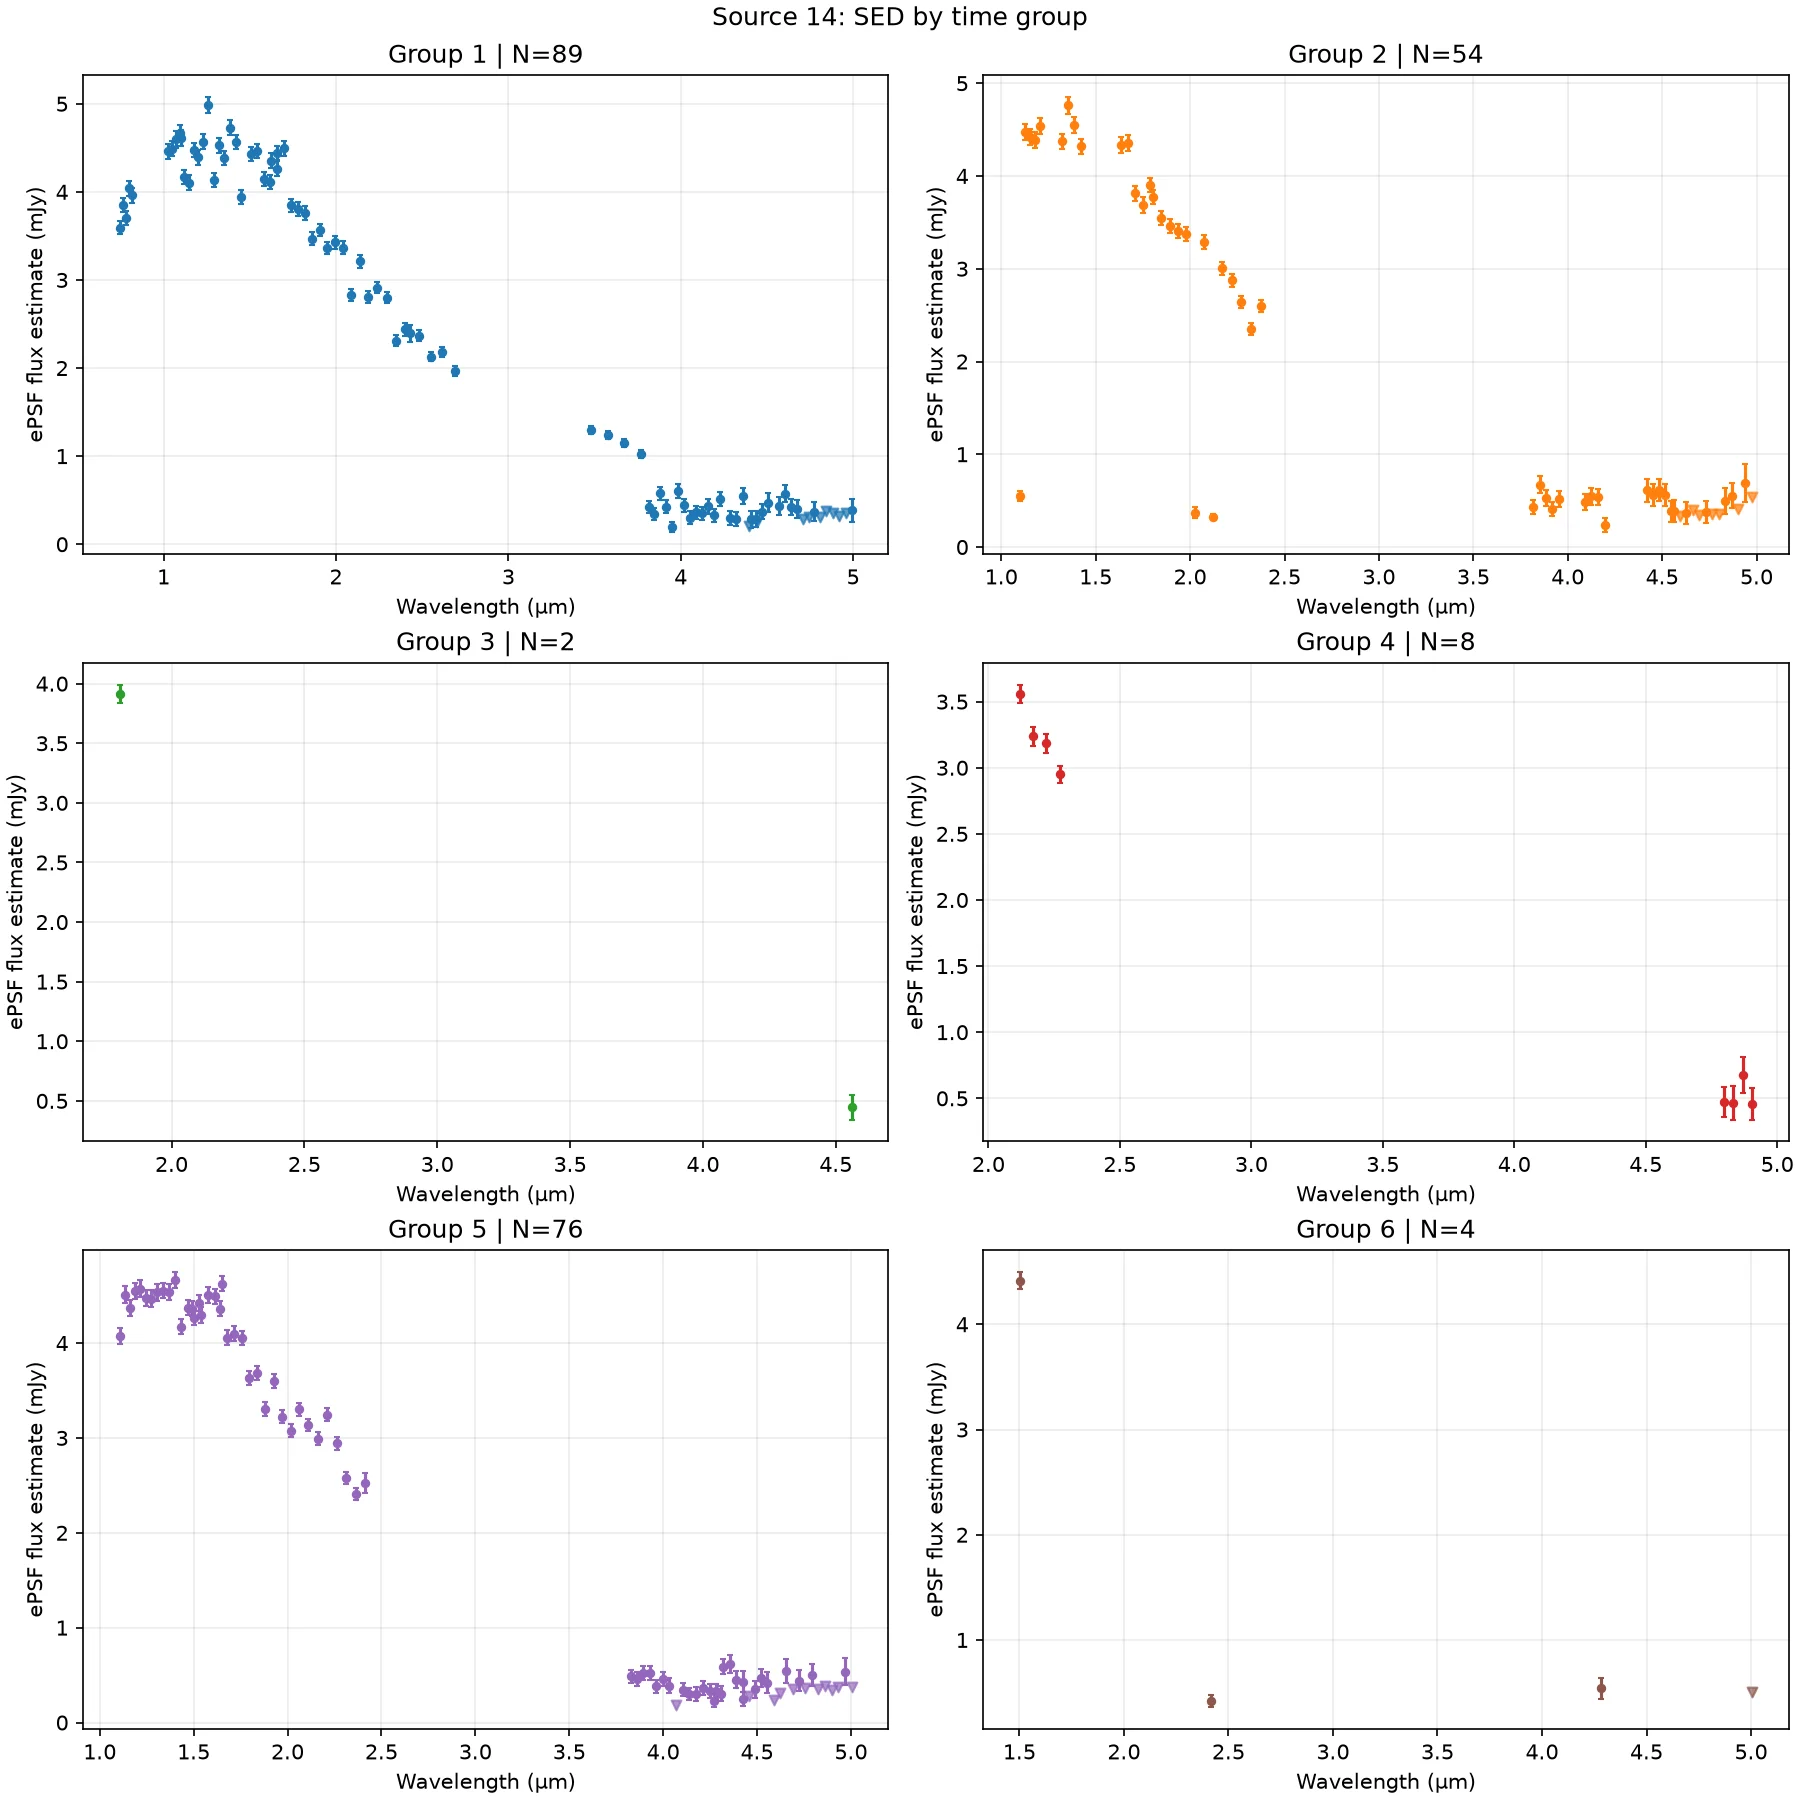 Source 14: SED by time group
Group 1 | N=89
ePSF flux estimate (mJy)
5
4
3
2
1
0
1 2 3 4 5
Wavelength (μm)
Group 2 | N=54
ePSF flux estimate (mJy)
5
4
3
2
1
0
1.0 1.5 2.0 2.5 3.0 3.5 4.0 4.5 5.0
Wavelength (μm)
Group 3 | N=2
ePSF flux estimate (mJy)
4.0
3.5
3.0
2.5
2.0
1.5
1.0
0.5
2.0 2.5 3.0 3.5 4.0 4.5
Wavelength (μm)
Group 4 | N=8
ePSF flux estimate (mJy)
3.5
3.0
2.5
2.0
1.5
1.0
0.5
2.0 2.5 3.0 3.5 4.0 4.5 5.0
Wavelength (μm)
Group 5 | N=76
ePSF flux estimate (mJy)
4
3
2
1
0
1.0 1.5 2.0 2.5 3.0 3.5 4.0 4.5 5.0
Wavelength (μm)
Group 6 | N=4
ePSF flux estimate (mJy)
4
3
2
1
1.5 2.0 2.5 3.0 3.5 4.0 4.5 5.0
Wavelength (μm)